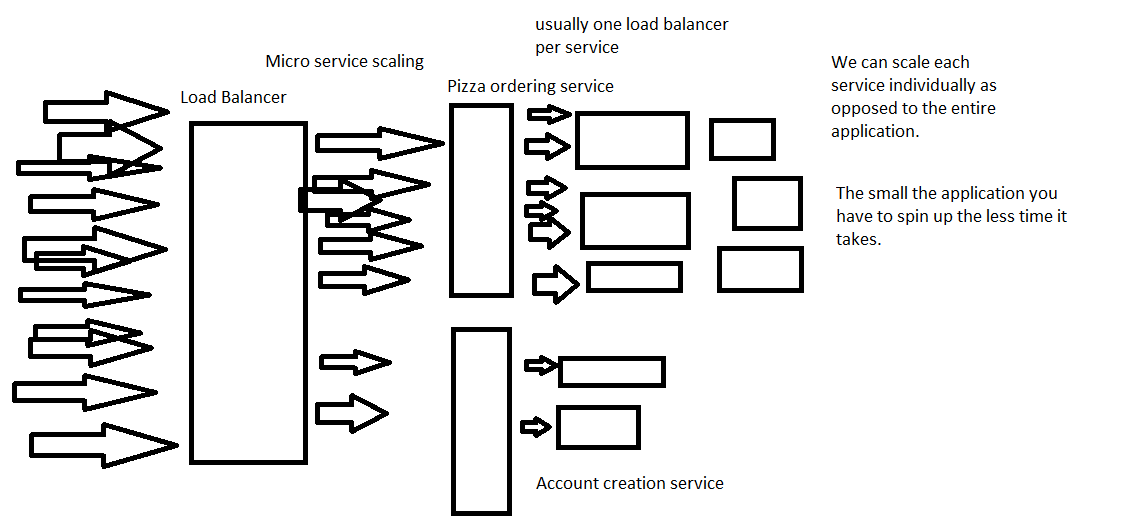 usually one load balancer
per service
Micro service scaling
Load Balancer
Pizza ordering service
We can scale each
service individually as
opposed to the entire
application.
The small the application you
have to spin up the less time it
takes.
Account creation service